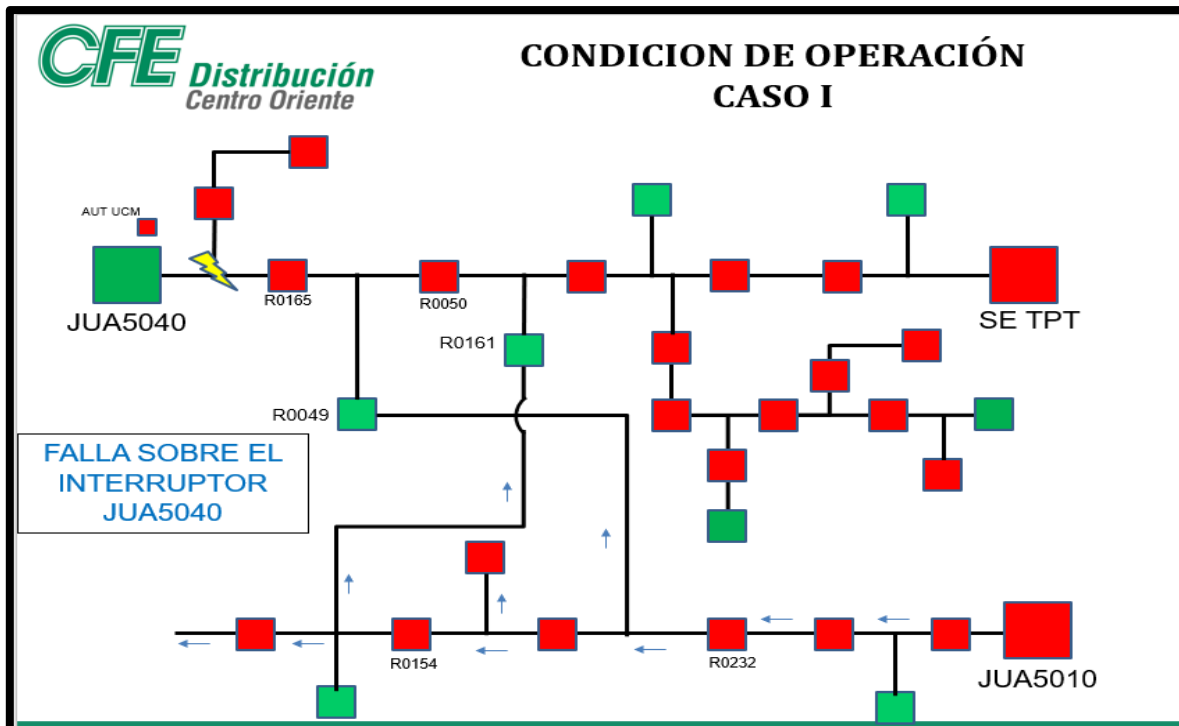 CFE Distribución
Centro Oriente
CONDICION DE OPERACIÓN
CASO I
AUT UCM
JUA5040
R0165
R0050
SE TPT
R0161
R0049
FALLA SOBRE EL
INTERRUPTOR
JUA5040
R0154
R0232
JUA5010